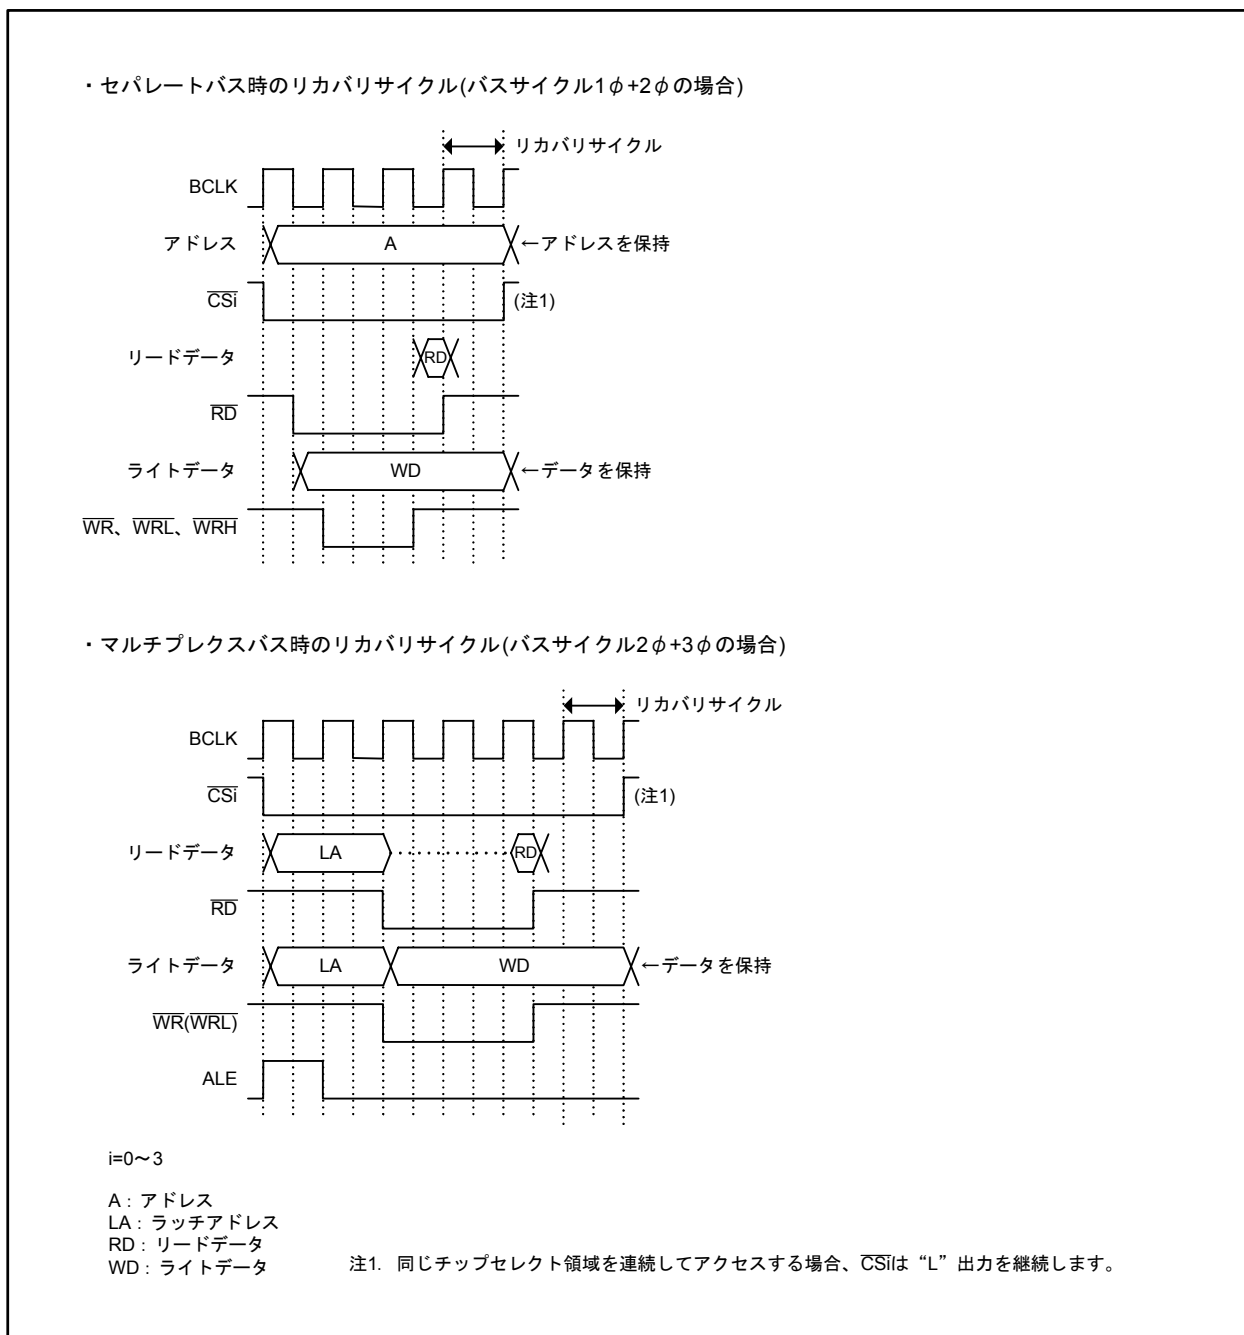 ・セパレートバス時のリカバリサイクル(バスサイクル1φ+2φの場合)
リカバリサイクル
BCLK
アドレス
A
←アドレスを保持
CSi
(注1)
リードデータ
RD
RD
ライトデータ
WD
←データを保持
WR、WRL、WRH
・マルチプレクスバス時のリカバリサイクル(バスサイクル2φ+3φの場合)
リカバリサイクル
BCLK
CSi
(注1)
リードデータ
LA
RD
RD
ライトデータ
LA
WD
←データを保持
WR(WRL)
ALE
i=0～3
A：アドレス
LA：ラッチアドレス
RD：リードデータ
WD：ライトデータ
注1. 同じチップセレクト領域を連続してアクセスする場合、CSiは“L”出力を継続します。